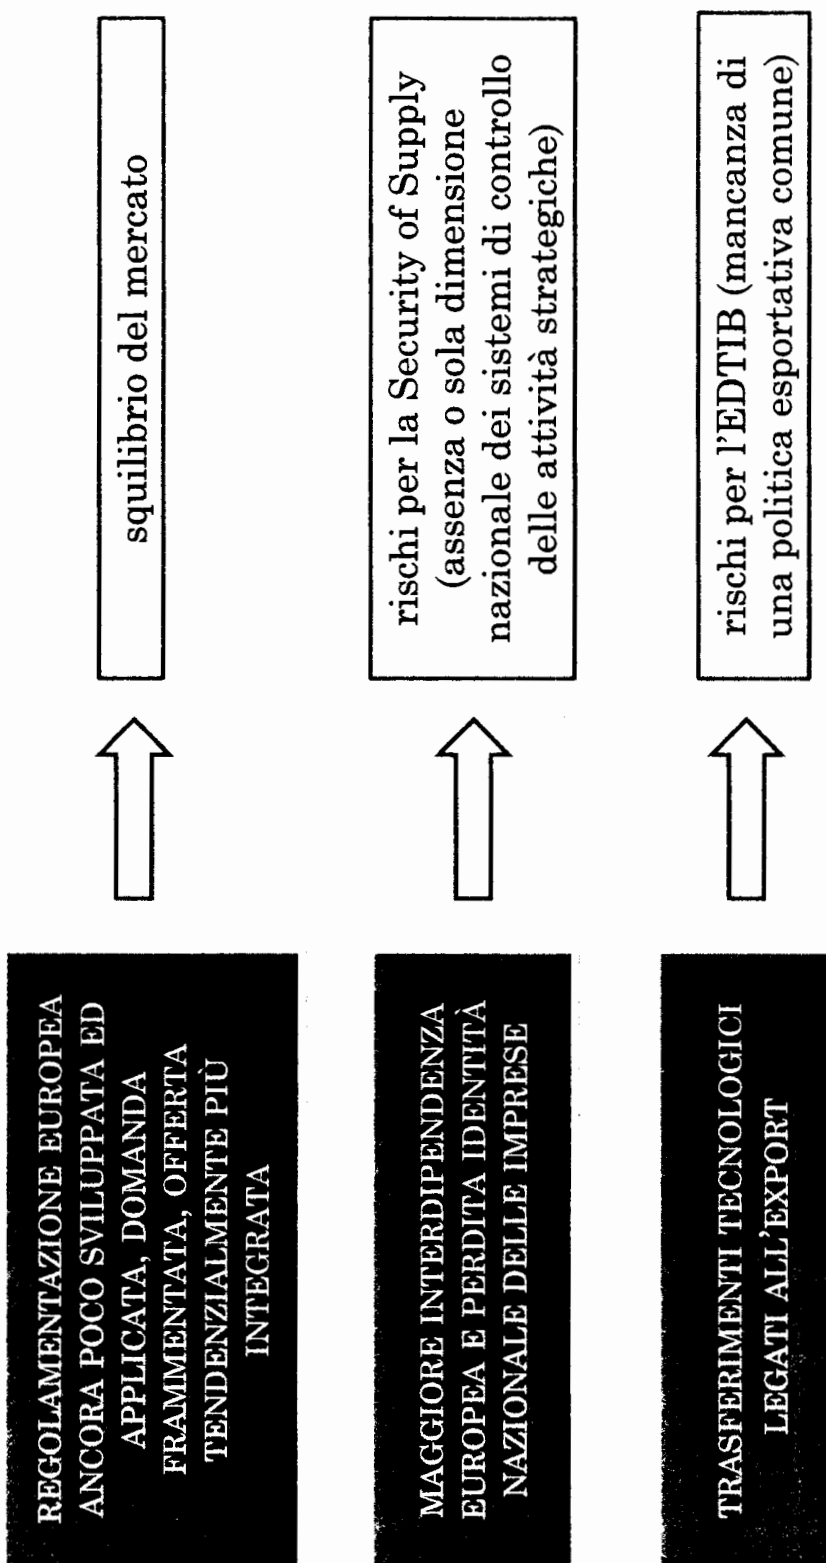 REGOLAMENTAZIONE EUROPEA
ANCORA POCO SVILUPPATA ED
APPLICATA, DOMANDA
FRAMMENTATA, OFFERTA
TENDENZIALMENTE PIÙ
INTEGRATA
squilibrio del mercato
MAGGIORE INTERDIPENDENZA
EUROPEA E PERDITA IDENTITÀ
NAZIONALE DELLE IMPRESE
rischi per la Security of Supply
(assenza o sola dimensione
nazionale dei sistemi di controllo
delle attività strategiche)
TRASFERIMENTI TECNOLOGICI
LEGATI ALL'EXPORT
rischi per l'EDTIB (mancanza di
una politica esportativa comune)